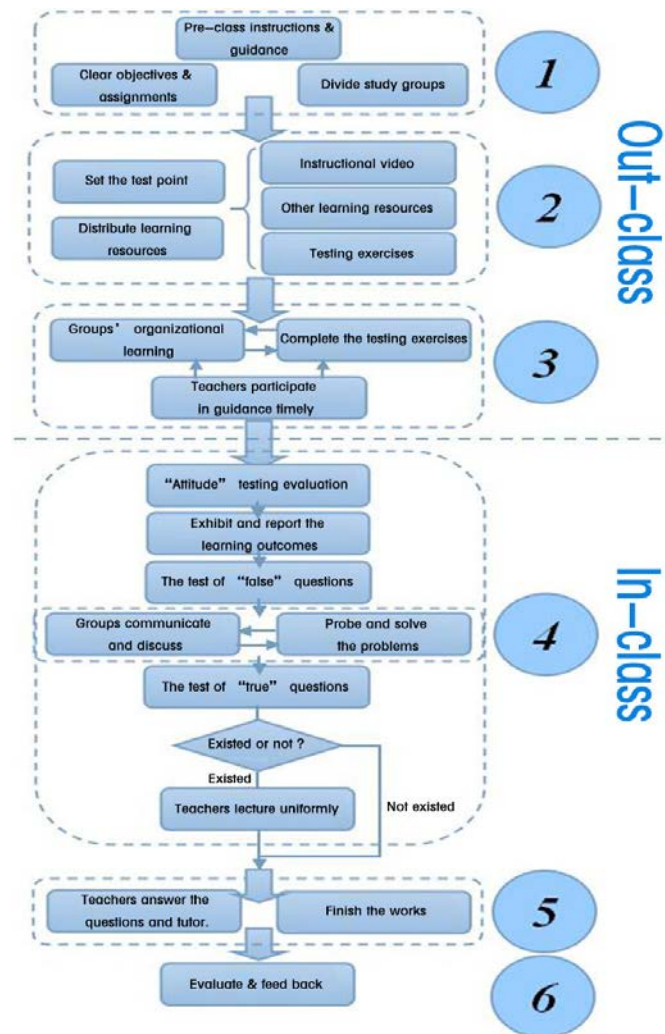 Pre-class instructions &
guidance
Clear objectives &
assignments
Divide study groups
1
Out-class
Set the test point
Distribute learning
resources
Instructional video
Other learning resources
Testing exercises
2
Groups' organizational
learning
Complete the testing exercises
Teachers participate
in guidance timely
3
In-class
"Attitude" testing evaluation
Exhibit and report the
learning outcomes
The test of "false" questions
Groups communicate
and discuss
Probe and solve
the problems
4
The test of "true" questions
Existed or not ?
Existed
Not existed
Teachers lecture uniformly
Teachers answer the
questions and tutor.
Finish the works
5
Evaluate & feed back
6